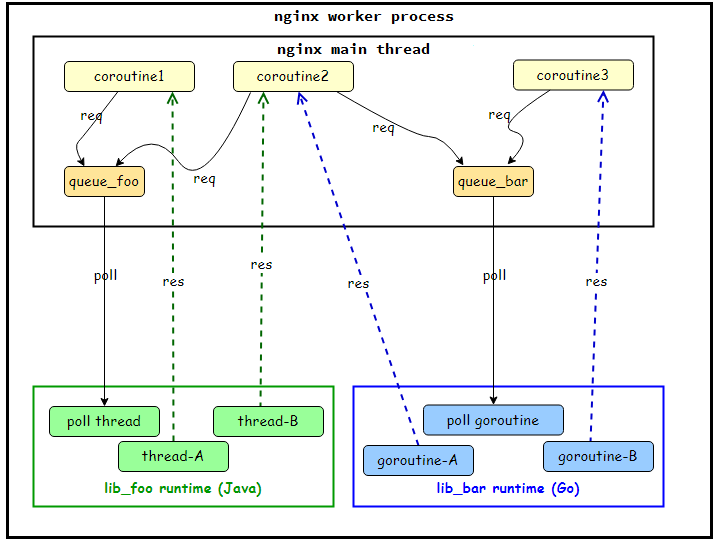 nginx worker process
nginx main thread
coroutine1
coroutine2
coroutine3
req
req
req
req
queue_foo
queue_bar
poll
res
res
res
poll
res
poll thread
thread-B
poll goroutine
thread-A
goroutine-A
goroutine-B
lib_foo runtime (Java)
lib_bar runtime (Go)